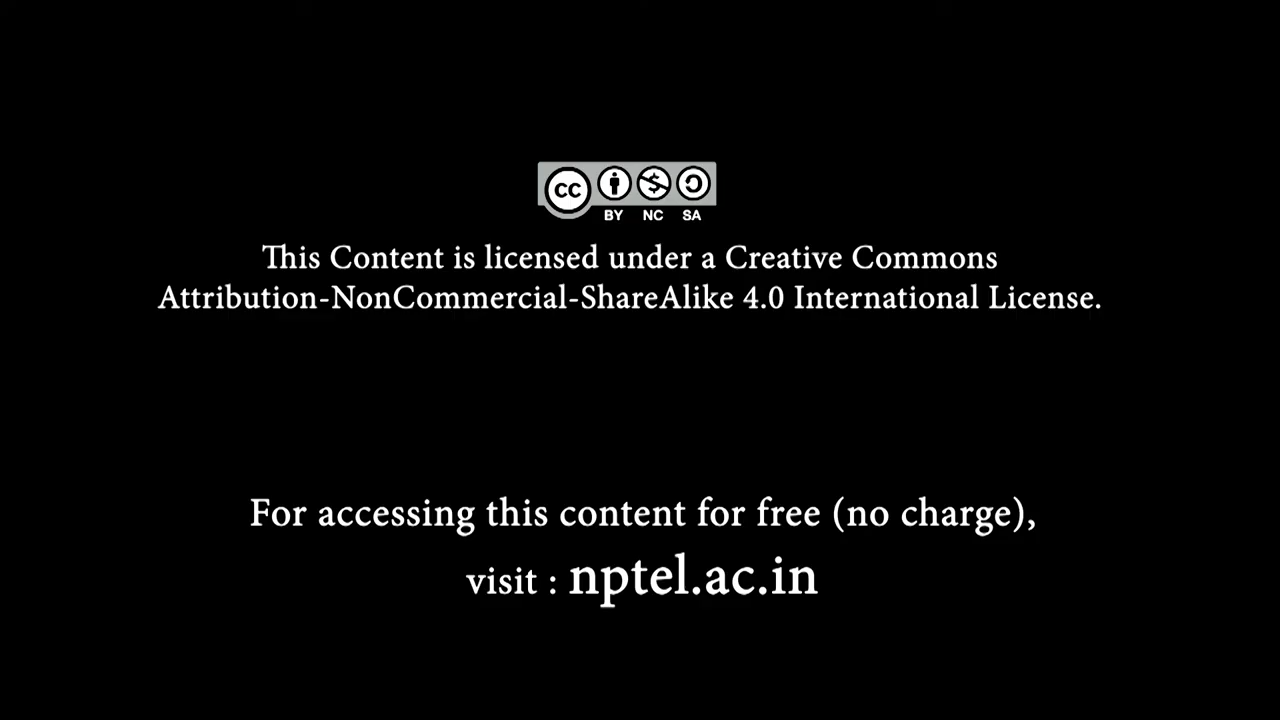 CC BY NC SA
This Content is licensed under a Creative Commons
Attribution-NonCommercial-ShareAlike 4.0 International License.
For accessing this content for free (no charge),
visit : nptel.ac.in